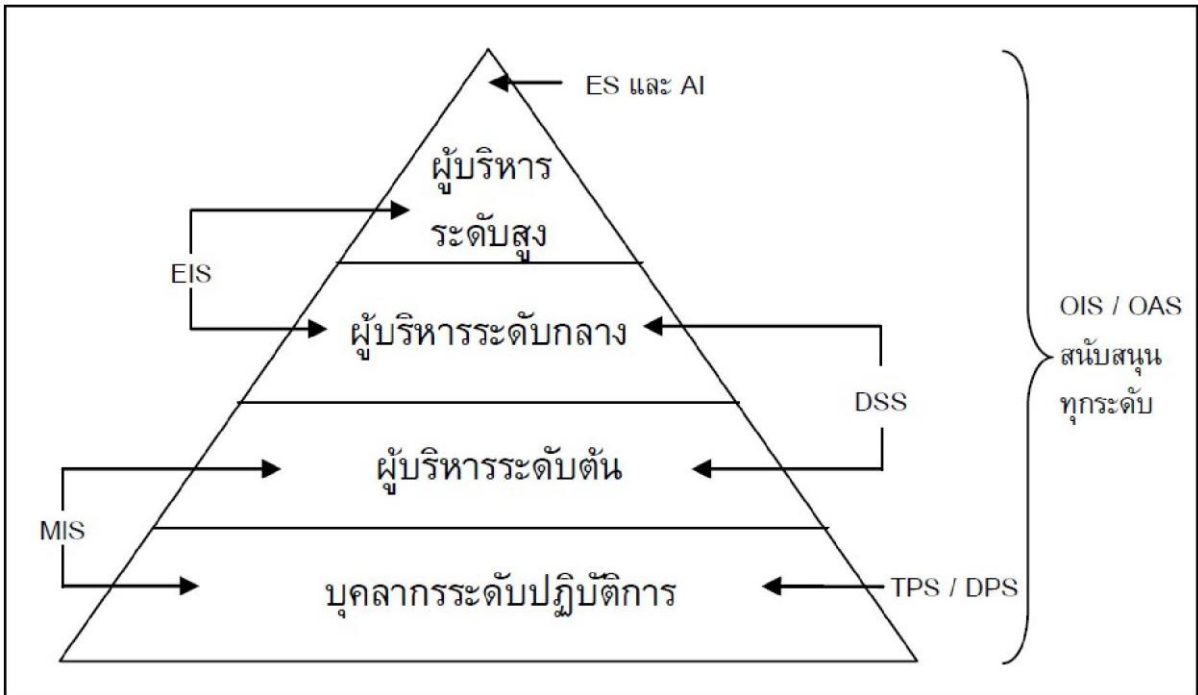 ES และ AI
ผู้บริหาร
ระดับสูง
EIS
ผู้บริหารระดับกลาง
OIS / OAS
สนับสนุน
ทุกระดับ
DSS
ผู้บริหารระดับต้น
MIS
บุคลากรระดับปฏิบัติการ
TPS / DPS